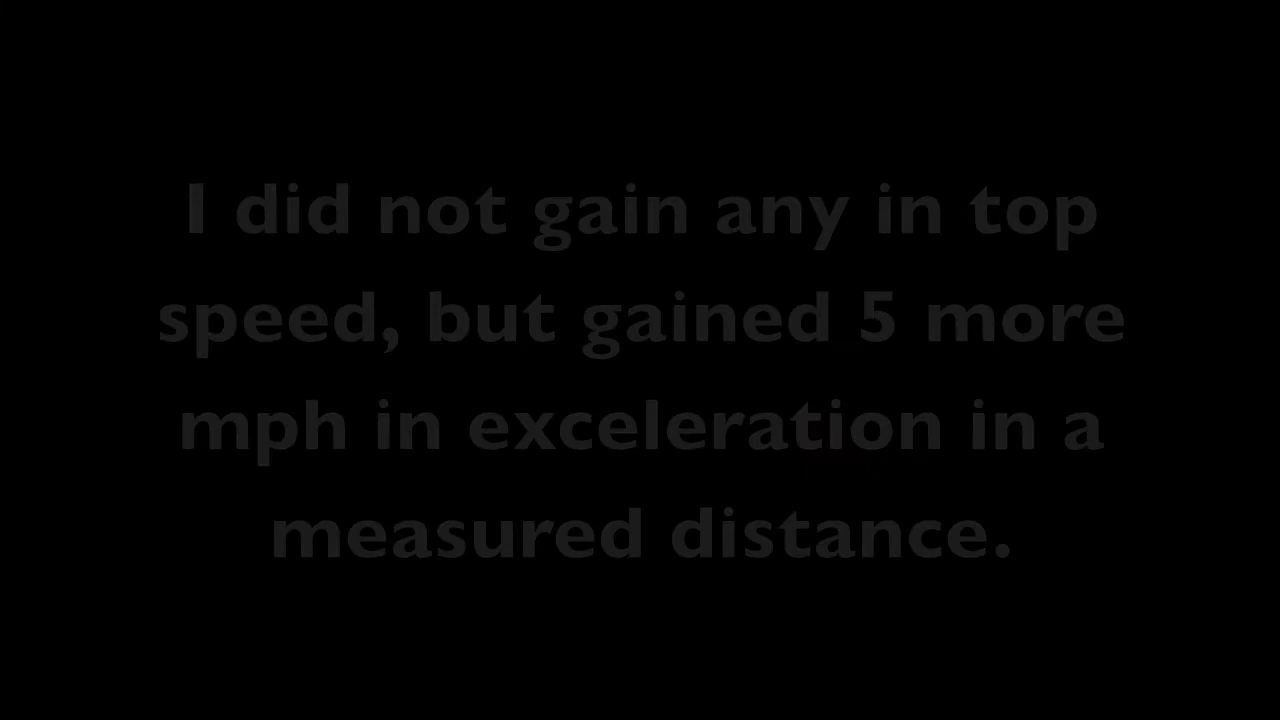 I did not gain any in top
speed, but gained 5 more
mph in exceleration in a
measured distance.